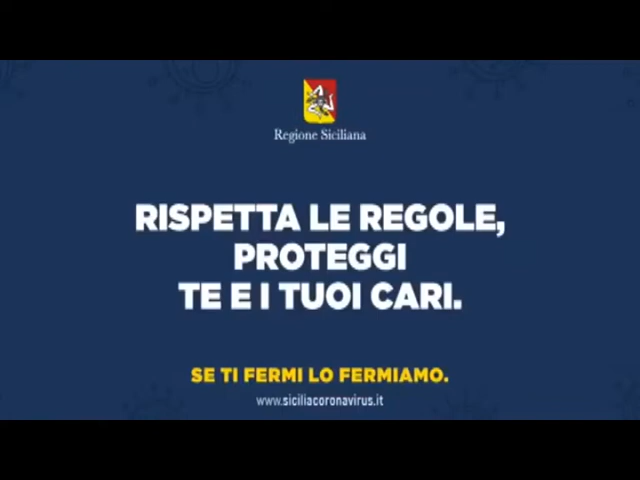 Regione Siciliana
RISPETTA LE REGOLE,
PROTEGGI
TE E I TUOI CARI.
SE TI FERMI LO FERMIAMO.
www.siciliacoronavirus.it